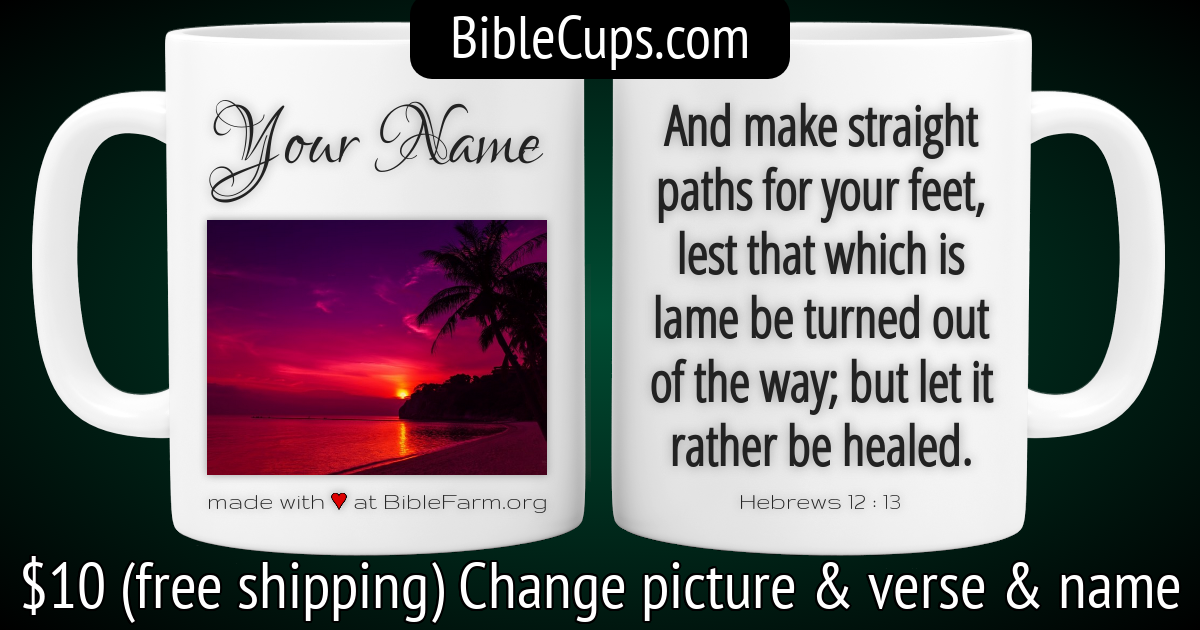 BibleCups.com
Your Name
made with ♥ at BibleFarm.org
And make straight
paths for your feet,
lest that which is
lame be turned out
of the way; but let it
rather be healed.
Hebrews 12 : 13
$10 (free shipping) Change picture & verse & name